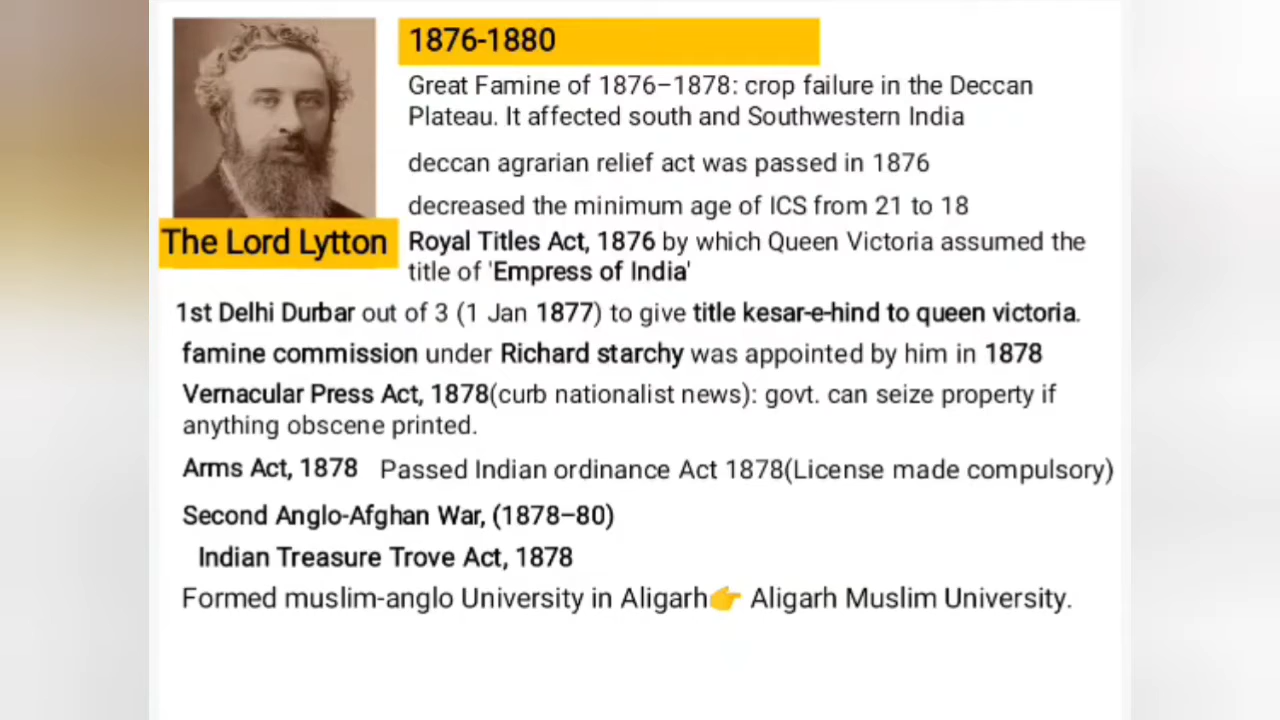 1876-1880
Great Famine of 1876–1878: crop failure in the Deccan
Plateau. It affected south and Southwestern India
deccan agrarian relief act was passed in 1876
decreased the minimum age of ICS from 21 to 18
The Lord Lytton
Royal Titles Act, 1876 by which Queen Victoria assumed the
title of 'Empress of India'
1st Delhi Durbar out of 3 (1 Jan 1877) to give title kesar-e-hind to queen victoria.
famine commission under Richard starchy was appointed by him in 1878
Vernacular Press Act, 1878(curb nationalist news): govt. can seize property if
anything obscene printed.
Arms Act, 1878 Passed Indian ordinance Act 1878(License made compulsory)
Second Anglo-Afghan War, (1878–80)
Indian Treasure Trove Act, 1878
Formed muslim-anglo University in Aligarh👉 Aligarh Muslim University.